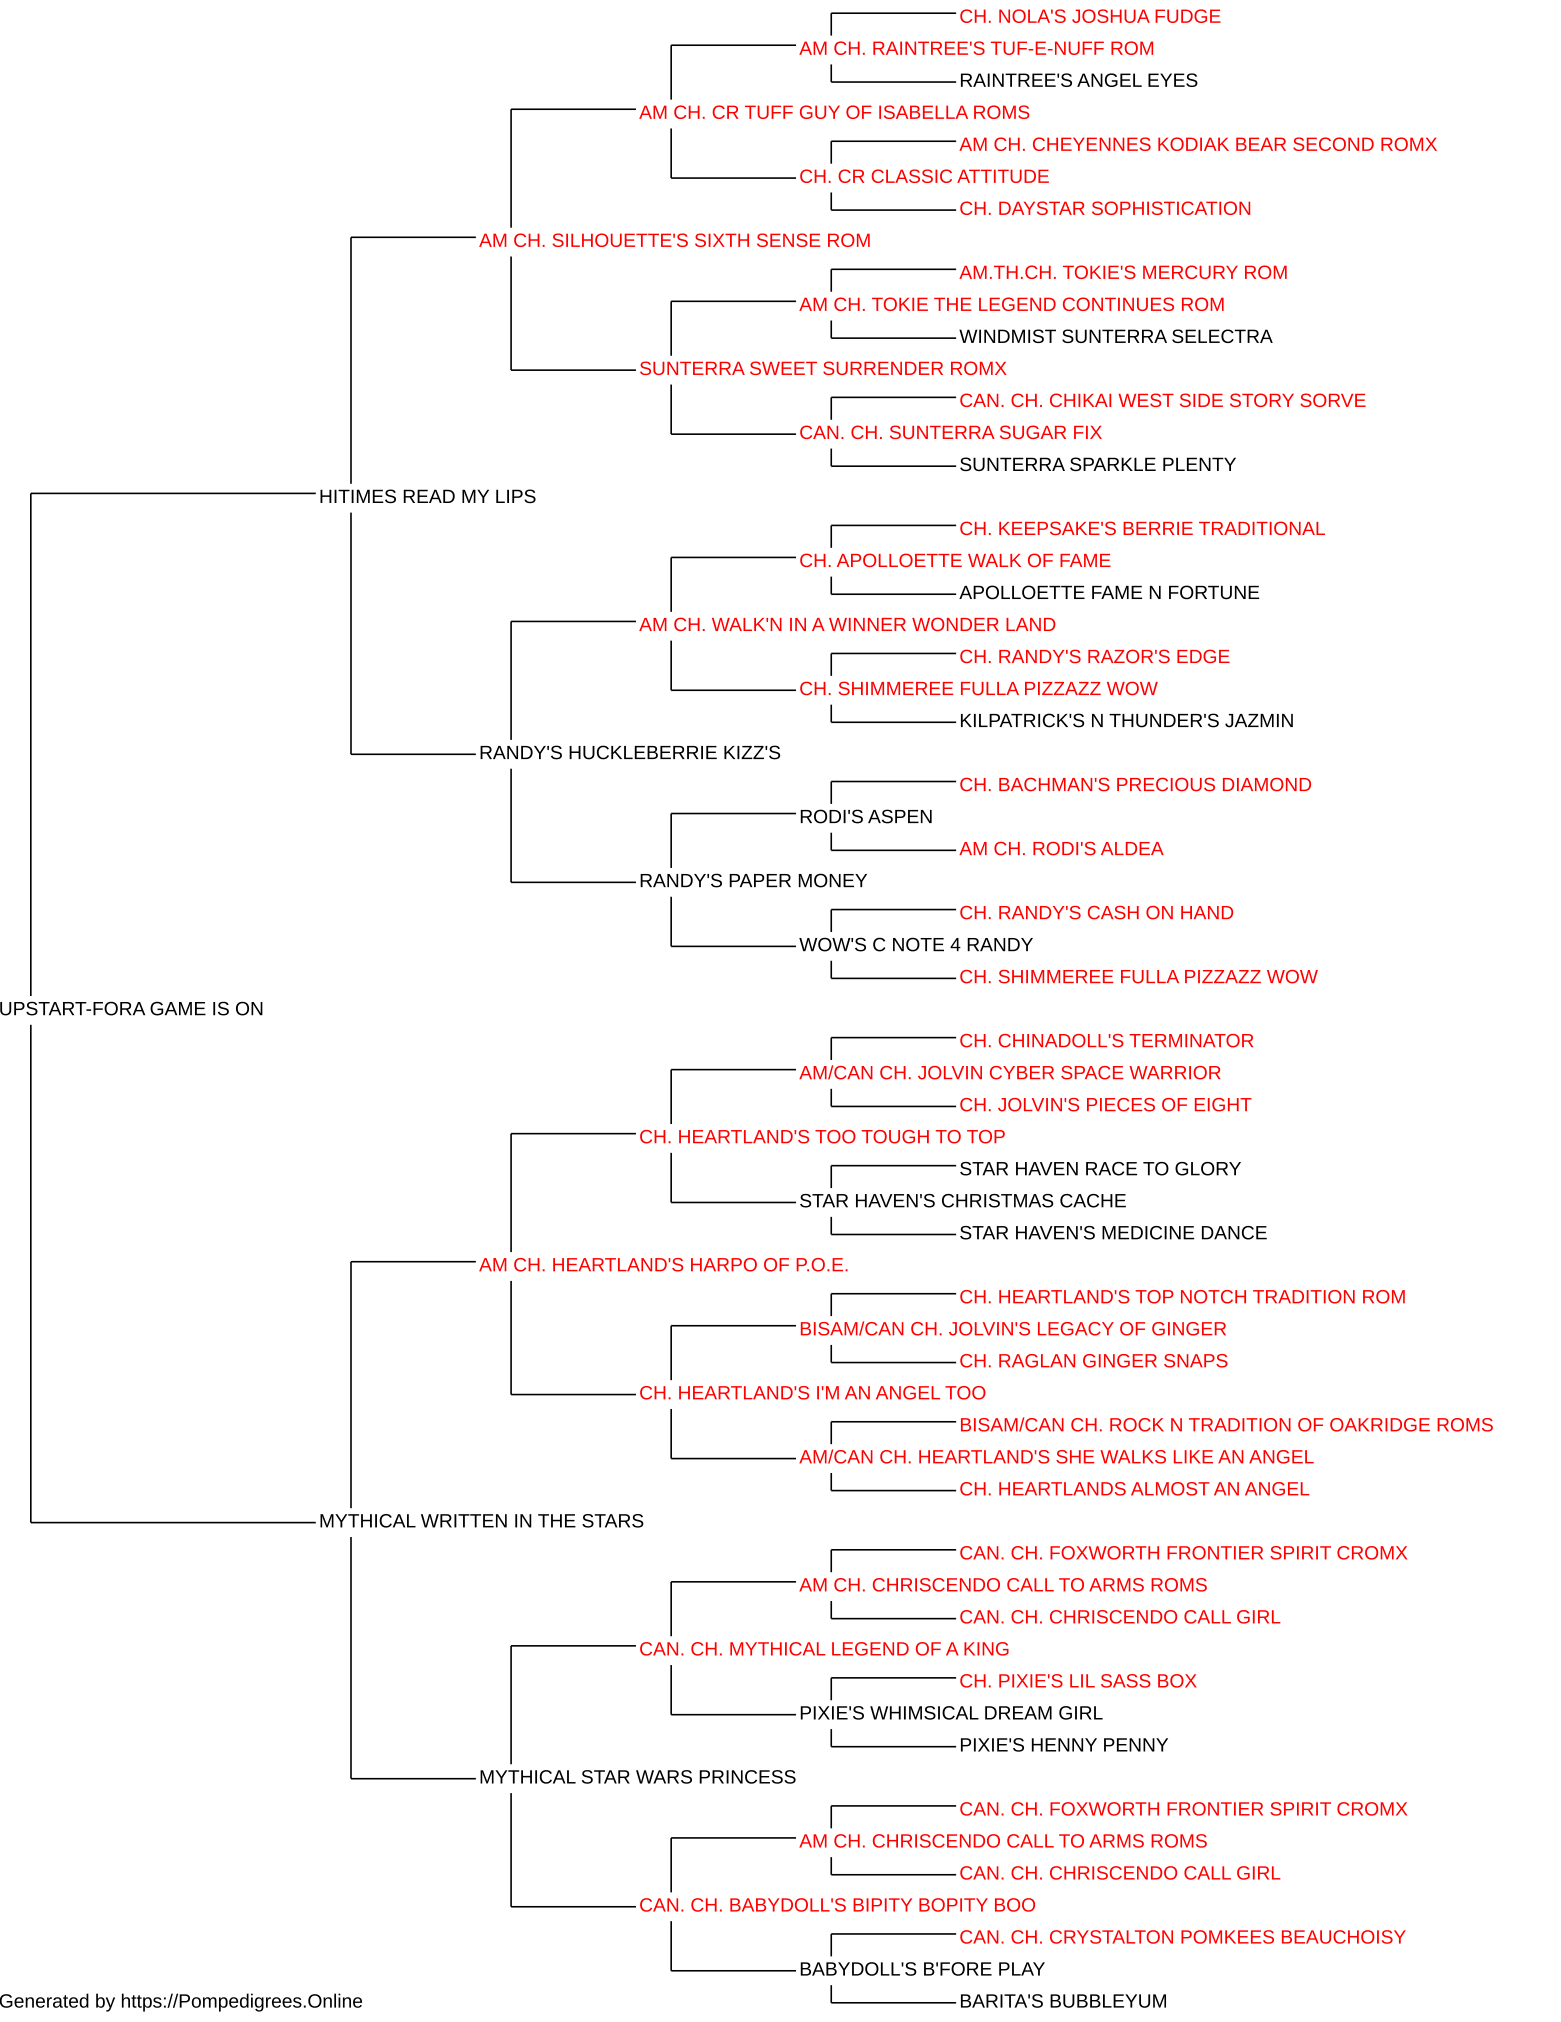 CH. NOLA'S JOSHUA FUDGE
AM CH. RAINTREE'S TUF-E-NUFF ROM
RAINTREE'S ANGEL EYES
AM CH. CR TUFF GUY OF ISABELLA ROMS
AM CH. CHEYENNES KODIAK BEAR SECOND ROMX
CH. CR CLASSIC ATTITUDE
CH. DAYSTAR SOPHISTICATION
AM CH. SILHOUETTE'S SIXTH SENSE ROM
AM.TH.CH. TOKIE'S MERCURY ROM
AM CH. TOKIE THE LEGEND CONTINUES ROM
WINDMIST SUNTERRA SELECTRA
SUNTERRA SWEET SURRENDER ROMX
CAN. CH. CHIKAI WEST SIDE STORY SORVE
CAN. CH. SUNTERRA SUGAR FIX
SUNTERRA SPARKLE PLENTY
HITIMES READ MY LIPS
CH. KEEPSAKE'S BERRIE TRADITIONAL
CH. APOLLOETTE WALK OF FAME
APOLLOETTE FAME N FORTUNE
AM CH. WALK'N IN A WINNER WONDER LAND
CH. RANDY'S RAZOR'S EDGE
CH. SHIMMEREE FULLA PIZZAZZ WOW
KILPATRICK'S N THUNDER'S JAZMIN
RANDY'S HUCKLEBERRIE KIZZ'S
CH. BACHMAN'S PRECIOUS DIAMOND
RODI'S ASPEN
AM CH. RODI'S ALDEA
RANDY'S PAPER MONEY
CH. RANDY'S CASH ON HAND
WOW'S C NOTE 4 RANDY
CH. SHIMMEREE FULLA PIZZAZZ WOW
UPSTART-FORA GAME IS ON
CH. CHINADOLL'S TERMINATOR
AM/CAN CH. JOLVIN CYBER SPACE WARRIOR
CH. JOLVIN'S PIECES OF EIGHT
CH. HEARTLAND'S TOO TOUGH TO TOP
STAR HAVEN RACE TO GLORY
STAR HAVEN'S CHRISTMAS CACHE
STAR HAVEN'S MEDICINE DANCE
AM CH. HEARTLAND'S HARPO OF P.O.E.
CH. HEARTLAND'S TOP NOTCH TRADITION ROM
BISAM/CAN CH. JOLVIN'S LEGACY OF GINGER
CH. RAGLAN GINGER SNAPS
CH. HEARTLAND'S I'M AN ANGEL TOO
BISAM/CAN CH. ROCK N TRADITION OF OAKRIDGE ROMS
AM/CAN CH. HEARTLAND'S SHE WALKS LIKE AN ANGEL
CH. HEARTLANDS ALMOST AN ANGEL
MYTHICAL WRITTEN IN THE STARS
CAN. CH. FOXWORTH FRONTIER SPIRIT CROMX
AM CH. CHRISCENDO CALL TO ARMS ROMS
CAN. CH. CHRISCENDO CALL GIRL
CAN. CH. MYTHICAL LEGEND OF A KING
CH. PIXIE'S LIL SASS BOX
PIXIE'S WHIMSICAL DREAM GIRL
PIXIE'S HENNY PENNY
MYTHICAL STAR WARS PRINCESS
CAN. CH. FOXWORTH FRONTIER SPIRIT CROMX
AM CH. CHRISCENDO CALL TO ARMS ROMS
CAN. CH. CHRISCENDO CALL GIRL
CAN. CH. BABYDOLL'S BIPITY BOPITY BOO
CAN. CH. CRYSTALTON POMKEES BEAUCHOISY
BABYDOLL'S B'FORE PLAY
BARITA'S BUBBLEYUM
Generated by https://Pompedigrees.Online